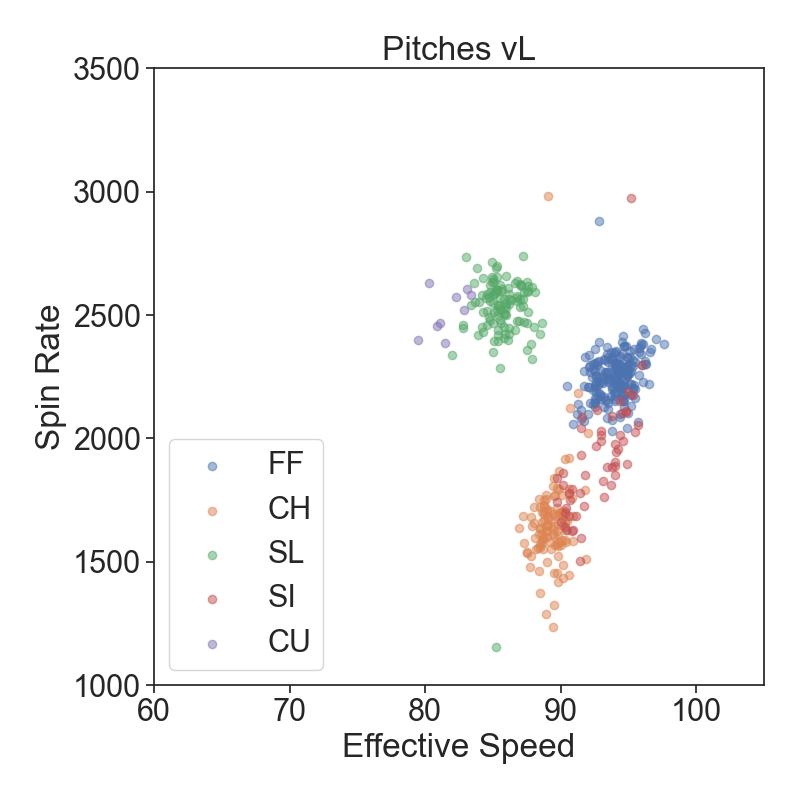 Pitches vL
3500
3000
2500
2000
1500
1000
Spin Rate
FF
CH
SL
SI
CU
60 70 80 90 100
Effective Speed